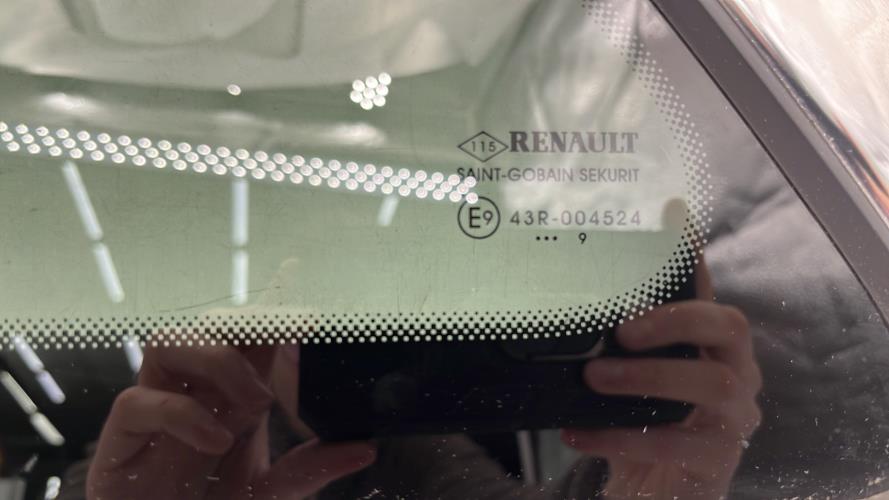 115 RENAULT
SAINT-GOBAIN SEKURIT
E9 43R-004524
••• 9